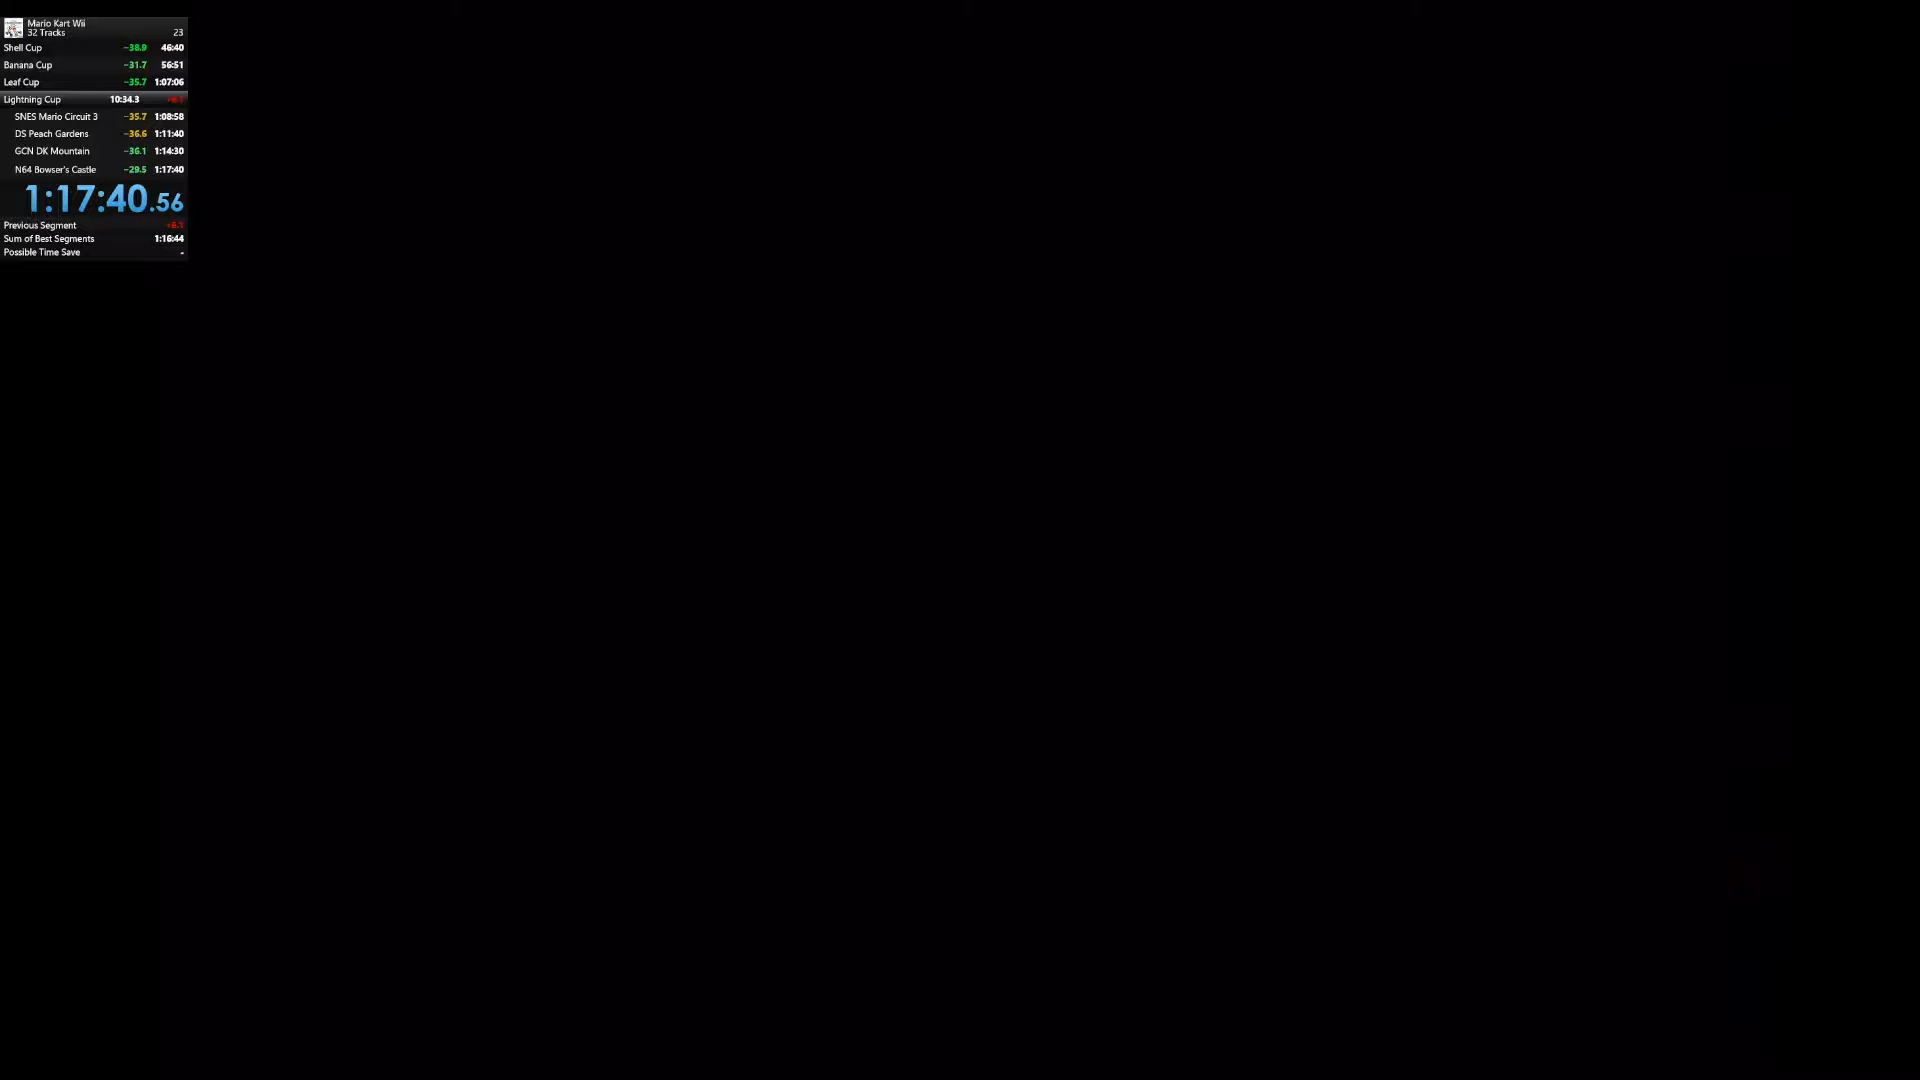 Mario Kart Wii
32 Tracks 23
Shell Cup −38.9 46:40
Banana Cup −31.7 56:51
Leaf Cup −35.7 1:07:06
Lightning Cup 10:34.3
SNES Mario Circuit 3 −35.7 1:08:58
DS Peach Gardens −36.6 1:11:40
GCN DK Mountain −36.1 1:14:30
N64 Bowser's Castle −29.5 1:17:40
1:17:40.56
Previous Segment
Sum of Best Segments 1:16:44
Possible Time Save -